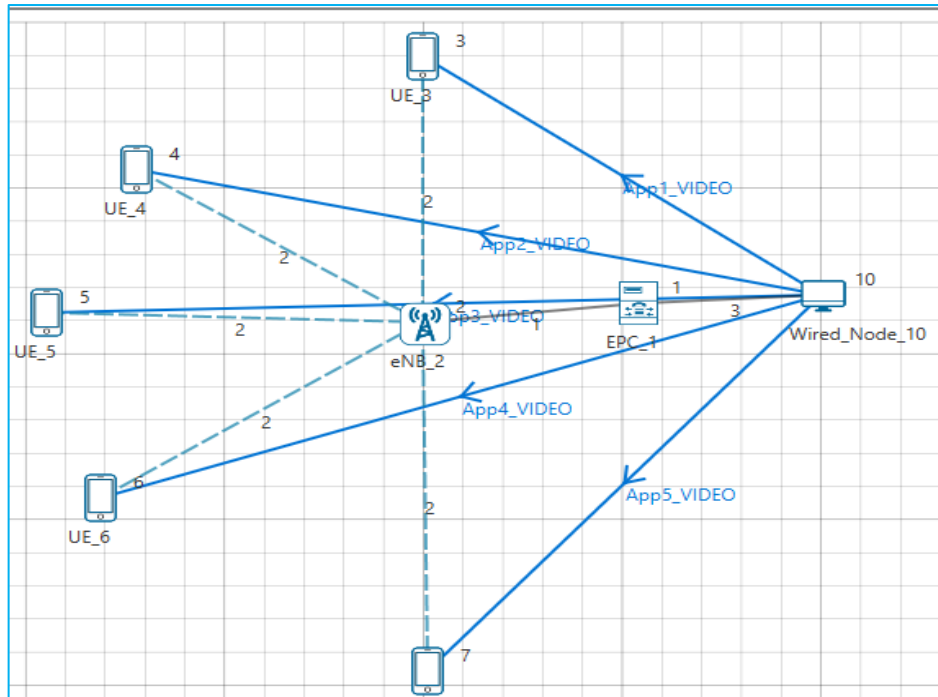 3
UE_3
4
UE_4
App1_VIDEO
2
App2_VIDEO
2
10
5
1
2
2
App3_VIDEO
1
3
UE_5
eNB_2
EPC_1
Wired_Node_10
App4_VIDEO
2
6
App5_VIDEO
2
UE_6
7